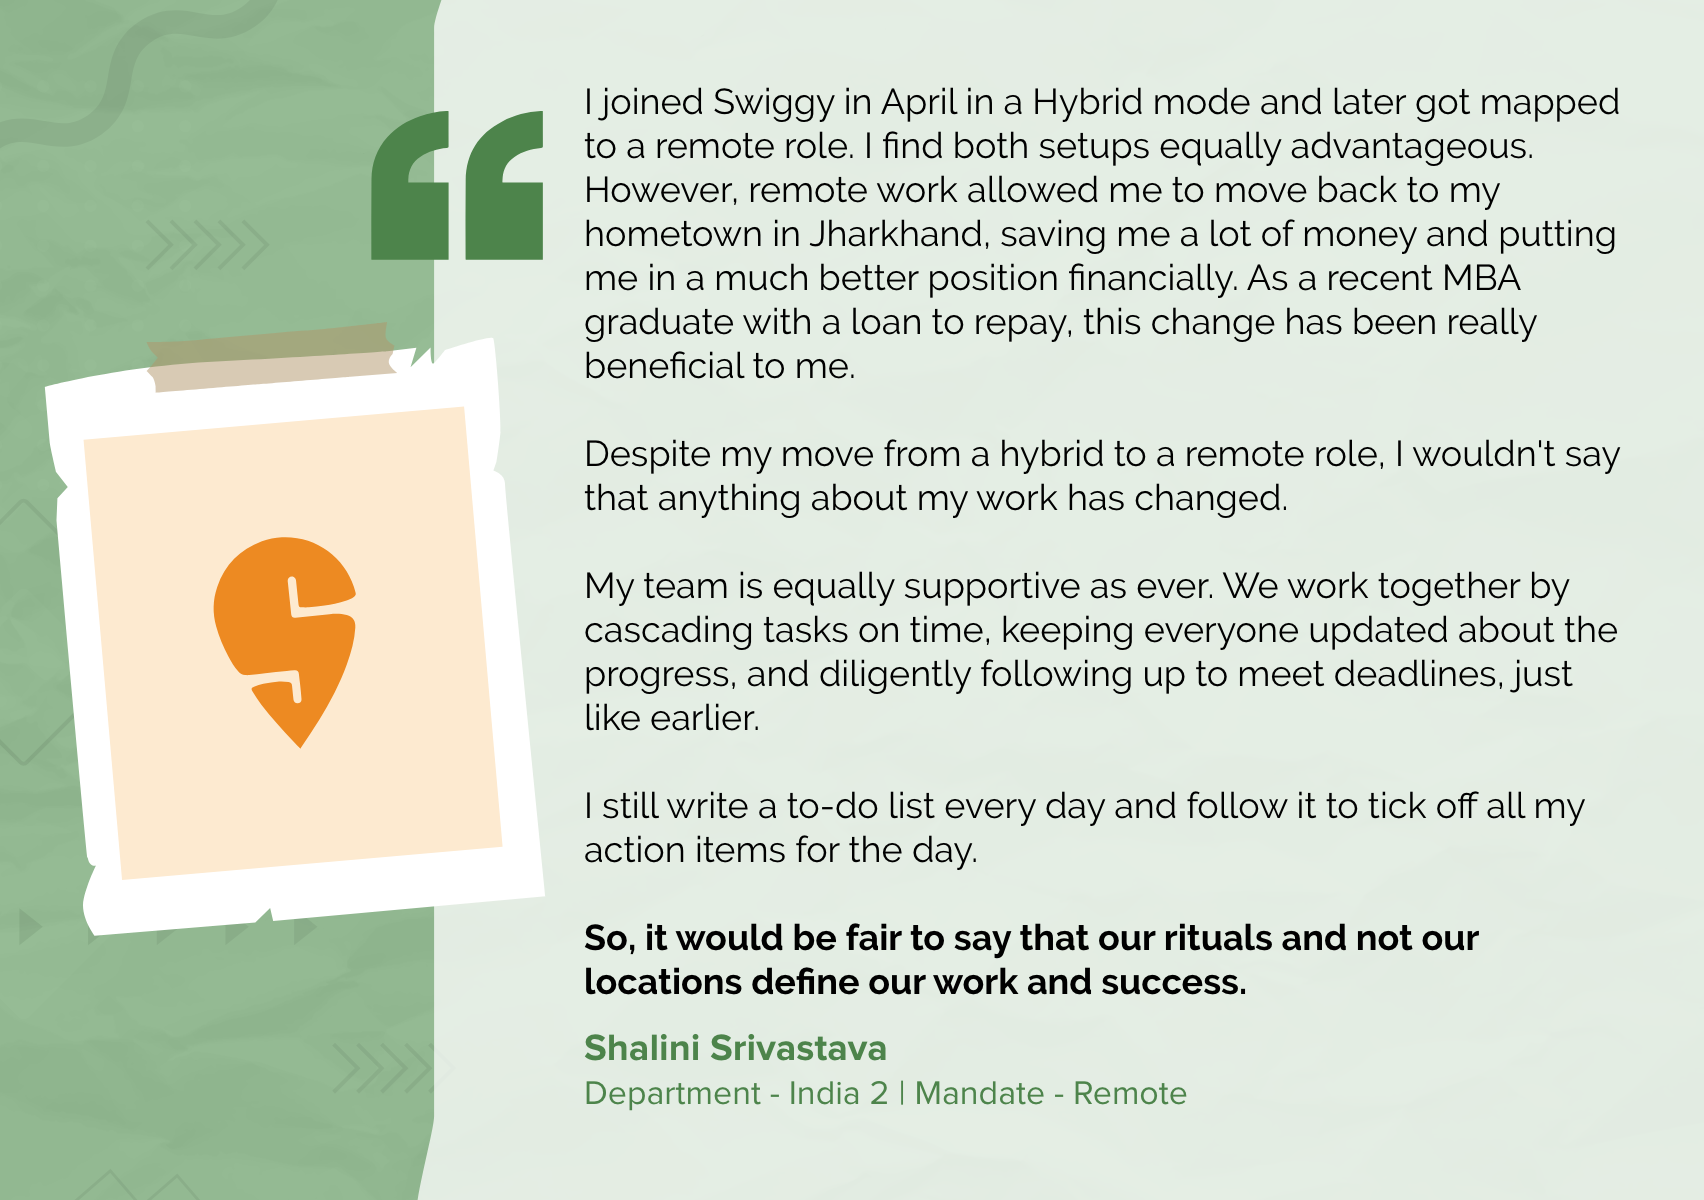 I joined Swiggy in April in a Hybrid mode and later got mapped
to a remote role. I find both setups equally advantageous.
However, remote work allowed me to move back to my
hometown in Jharkhand, saving me a lot of money and putting
me in a much better position financially. As a recent MBA
graduate with a loan to repay, this change has been really
beneficial to me.
Despite my move from a hybrid to a remote role, I wouldn't say
that anything about my work has changed.
My team is equally supportive as ever. We work together by
cascading tasks on time, keeping everyone updated about the
progress, and diligently following up to meet deadlines, just
like earlier.
I still write a to-do list every day and follow it to tick off all my
action items for the day.
So, it would be fair to say that our rituals and not our
locations define our work and success.
Shalini Srivastava
Department - India 2 | Mandate - Remote